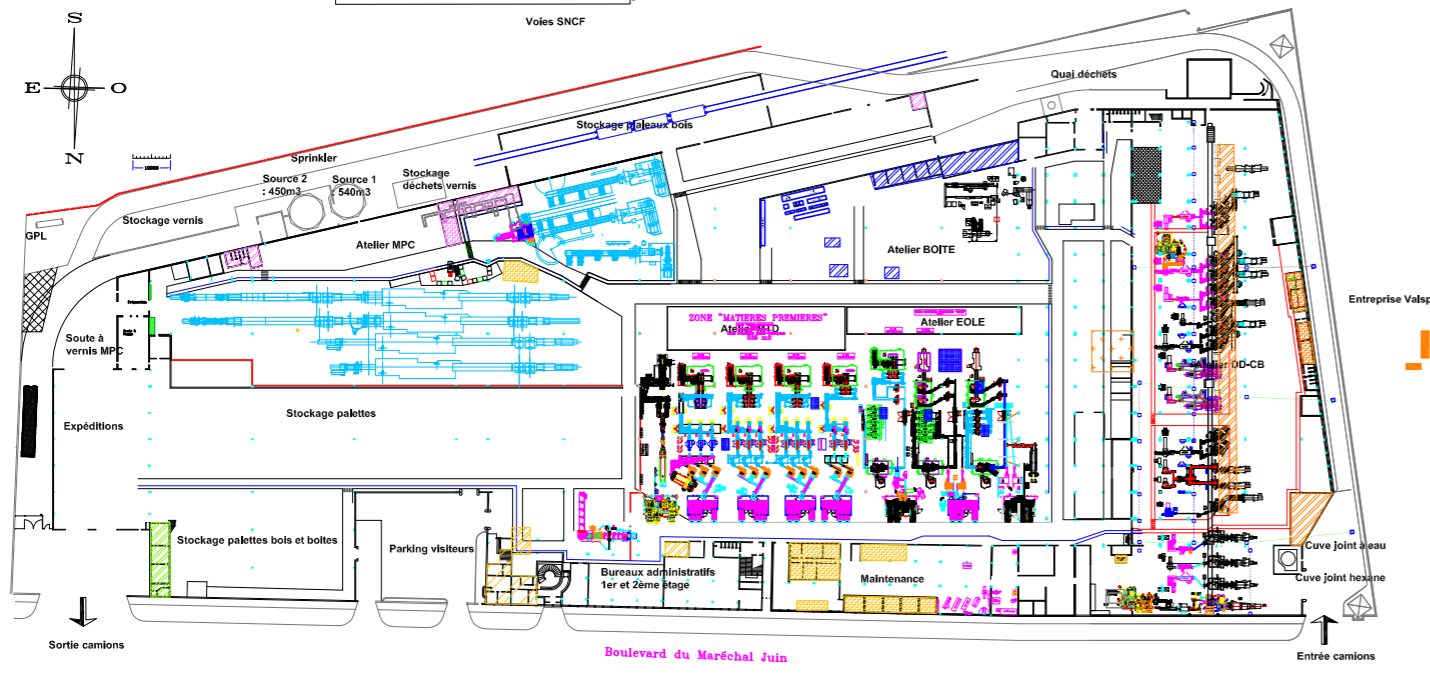 Voies SNCF
S
E
O
N
Quai déchets
Stockage plateaux bois
Sprinkler
Source 2
: 450m3
Source 1
: 540m3
Stockage
déchets vernis
Stockage vernis
GPL
Atelier MPC
Atelier BOÎTE
Entreprise Valsp
ZONE "MATIERES PREMIERES"
Atelier EOLE
Soute à
vernis MPC
Stockage palettes
Expéditions
Stockage palettes bois et boites
Parking visiteurs
Bureaux administratifs
1er et 2ème étage
Maintenance
Cuve joint à eau
Cuve joint hexane
Sortie camions
Boulevard du Maréchal Juin
Entrée camions